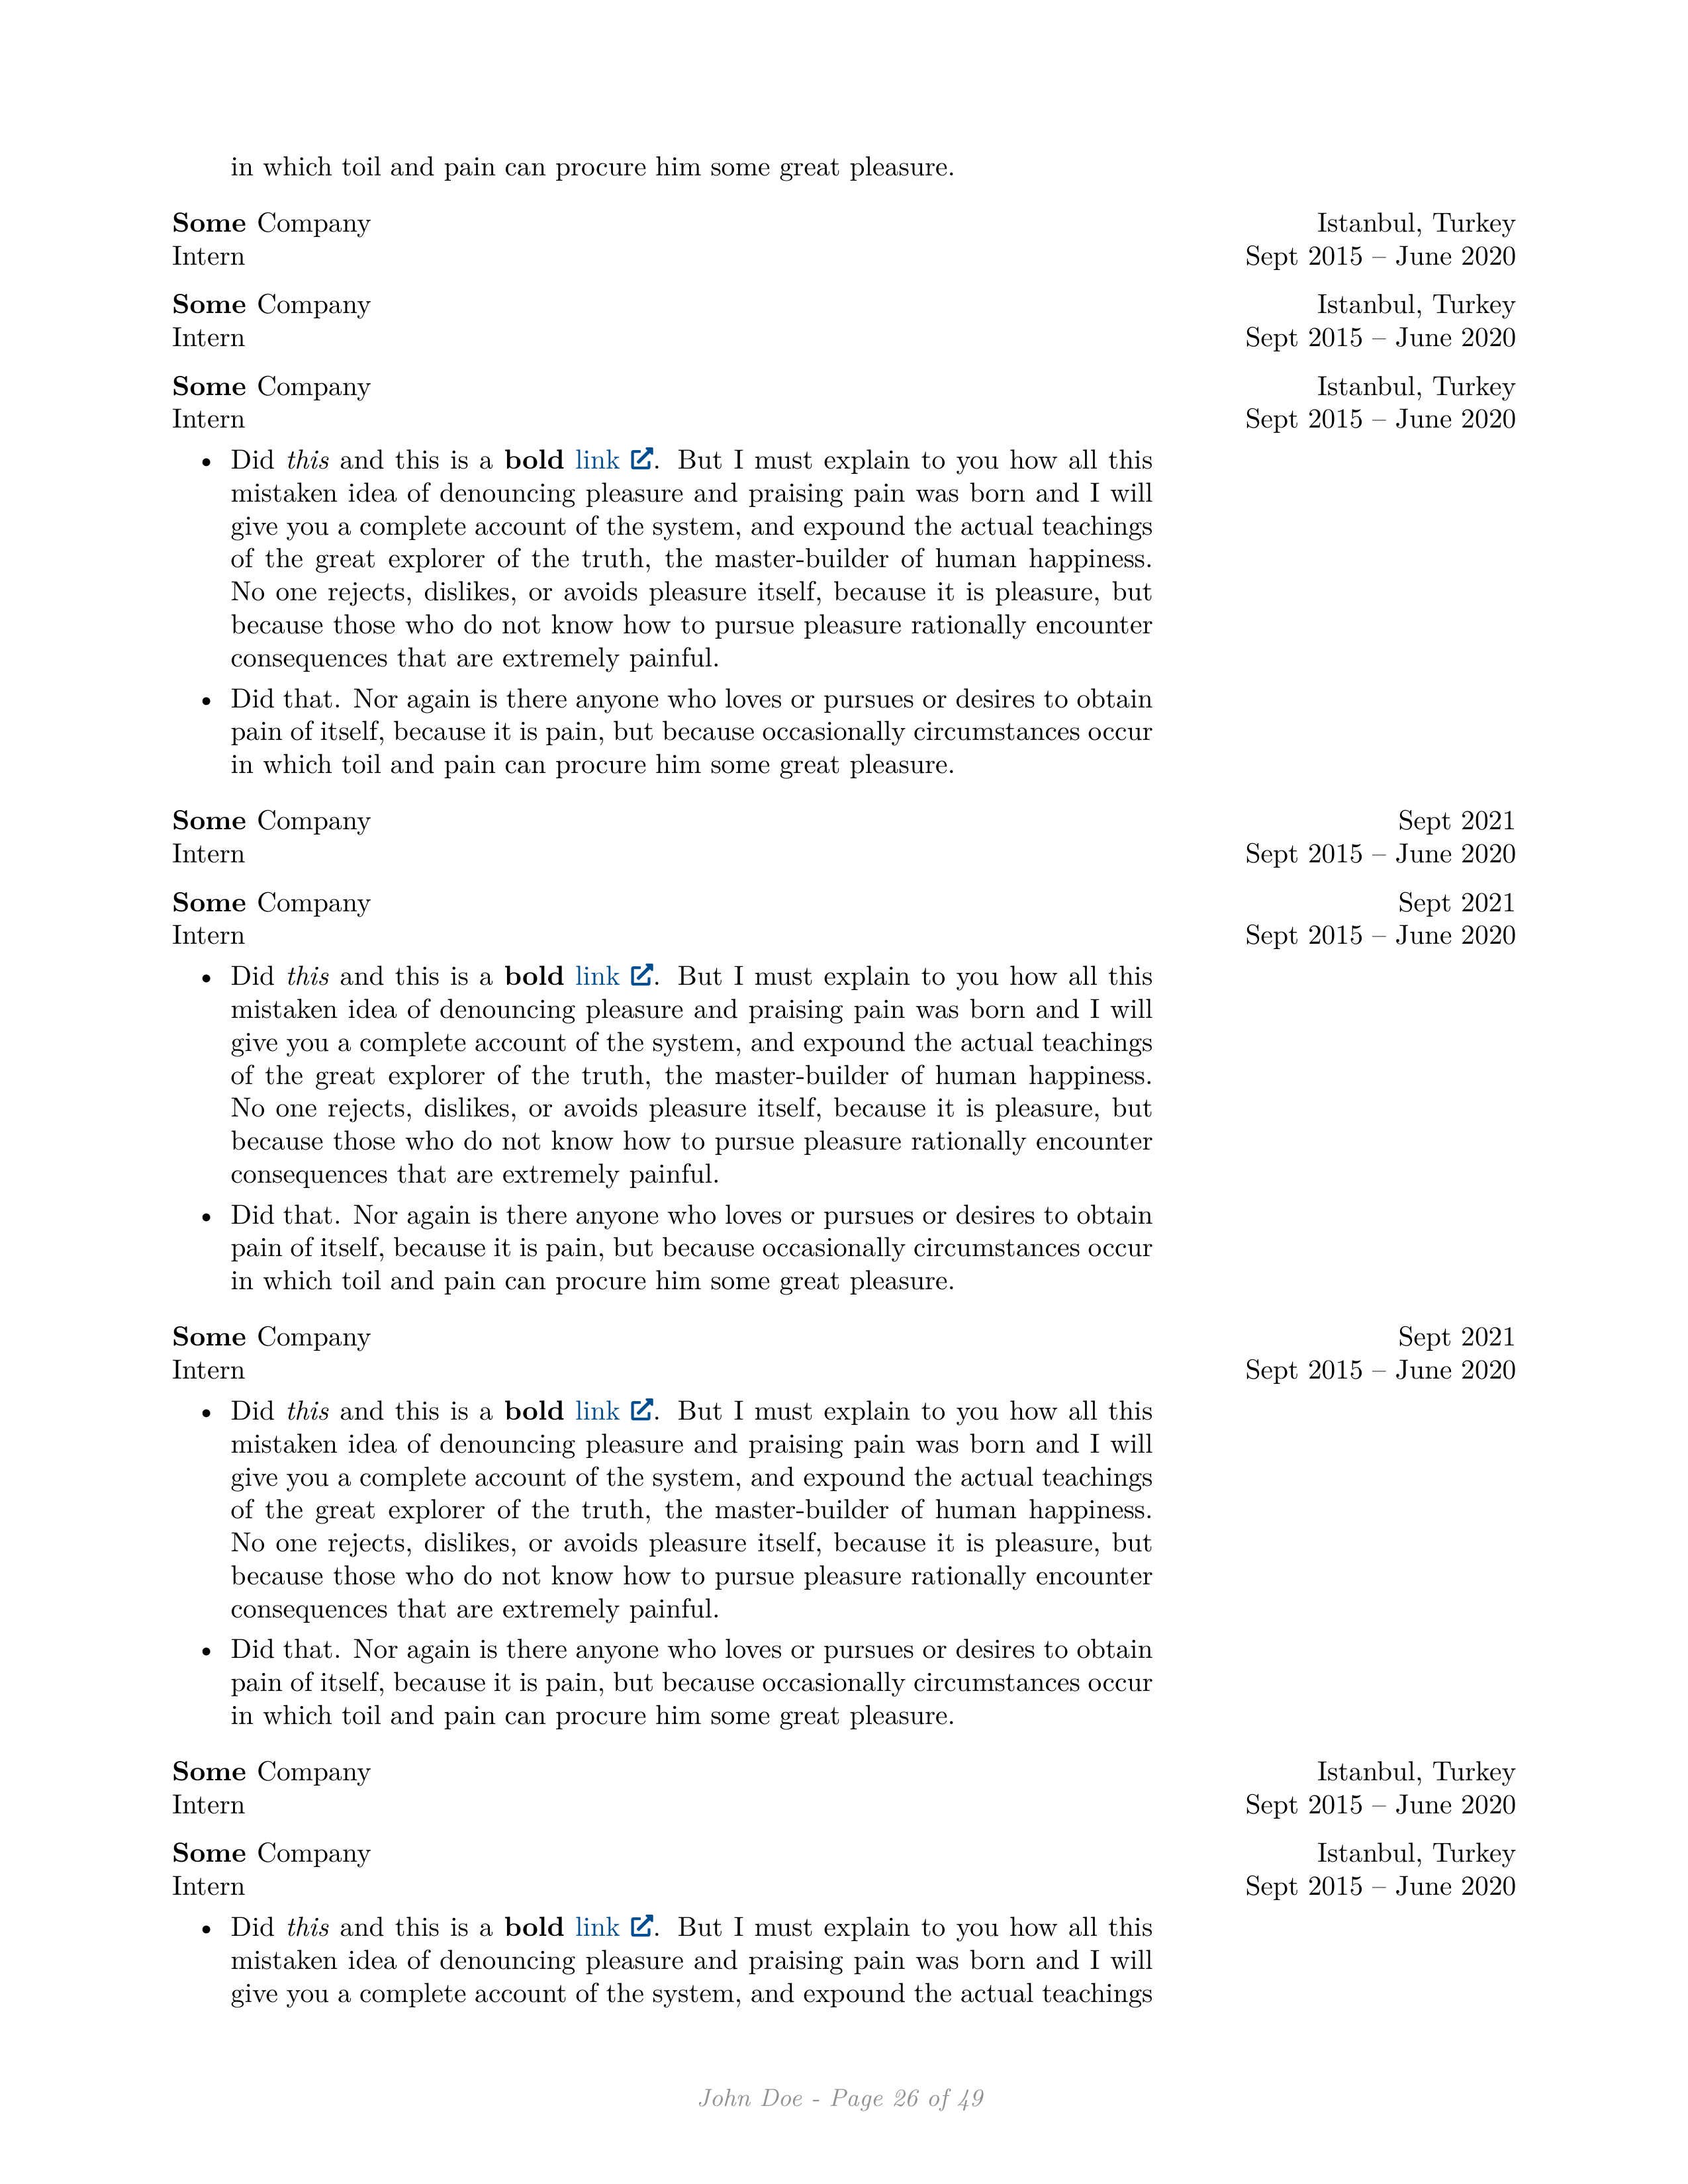 in which toil and pain can procure him some great pleasure.
Some Company Istanbul, Turkey
Intern Sept 2015 – June 2020
Some Company Istanbul, Turkey
Intern Sept 2015 – June 2020
Some Company Istanbul, Turkey
Intern Sept 2015 – June 2020
• Did this and this is a bold link. But I must explain to you how all this
mistaken idea of denouncing pleasure and praising pain was born and I will
give you a complete account of the system, and expound the actual teachings
of the great explorer of the truth, the master-builder of human happiness.
No one rejects, dislikes, or avoids pleasure itself, because it is pleasure, but
because those who do not know how to pursue pleasure rationally encounter
consequences that are extremely painful.
• Did that. Nor again is there anyone who loves or pursues or desires to obtain
pain of itself, because it is pain, but because occasionally circumstances occur
in which toil and pain can procure him some great pleasure.
Some Company Sept 2021
Intern Sept 2015 – June 2020
Some Company Sept 2021
Intern Sept 2015 – June 2020
• Did this and this is a bold link. But I must explain to you how all this
mistaken idea of denouncing pleasure and praising pain was born and I will
give you a complete account of the system, and expound the actual teachings
of the great explorer of the truth, the master-builder of human happiness.
No one rejects, dislikes, or avoids pleasure itself, because it is pleasure, but
because those who do not know how to pursue pleasure rationally encounter
consequences that are extremely painful.
• Did that. Nor again is there anyone who loves or pursues or desires to obtain
pain of itself, because it is pain, but because occasionally circumstances occur
in which toil and pain can procure him some great pleasure.
Some Company Sept 2021
Intern Sept 2015 – June 2020
• Did this and this is a bold link. But I must explain to you how all this
mistaken idea of denouncing pleasure and praising pain was born and I will
give you a complete account of the system, and expound the actual teachings
of the great explorer of the truth, the master-builder of human happiness.
No one rejects, dislikes, or avoids pleasure itself, because it is pleasure, but
because those who do not know how to pursue pleasure rationally encounter
consequences that are extremely painful.
• Did that. Nor again is there anyone who loves or pursues or desires to obtain
pain of itself, because it is pain, but because occasionally circumstances occur
in which toil and pain can procure him some great pleasure.
Some Company Istanbul, Turkey
Intern Sept 2015 – June 2020
Some Company Istanbul, Turkey
Intern Sept 2015 – June 2020
• Did this and this is a bold link. But I must explain to you how all this
mistaken idea of denouncing pleasure and praising pain was born and I will
give you a complete account of the system, and expound the actual teachings
John Doe - Page 26 of 49